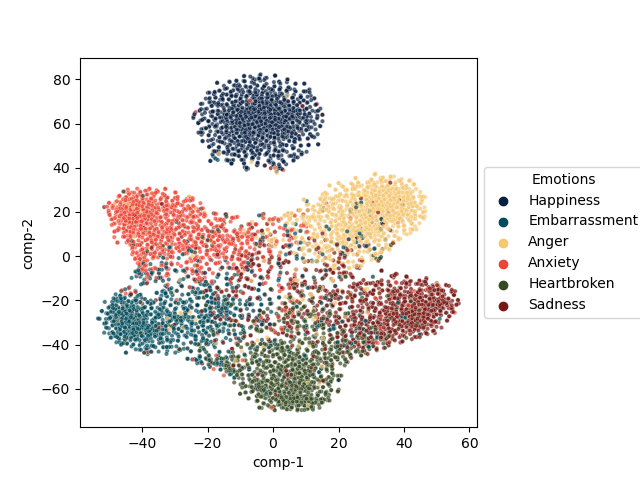 80
60
40
20
0
−20
−40
−60
comp-2
−40
−20
0
20
40
60
comp-1
Emotions
Happiness
Embarrassment
Anger
Anxiety
Heartbroken
Sadness